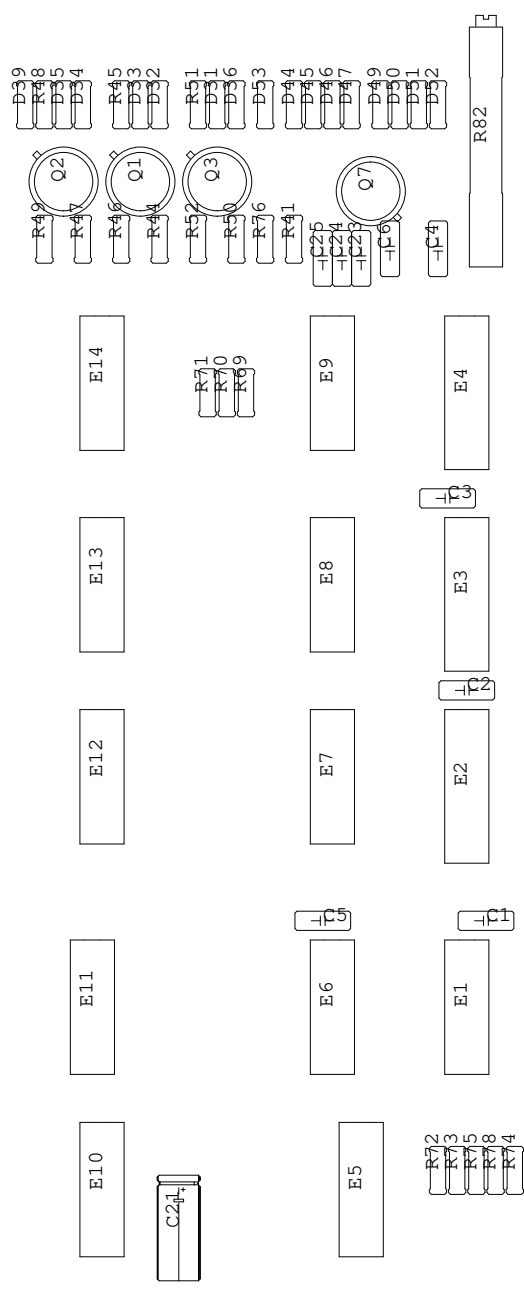 D39 R48 D35 D34 R45 D33 D32 R51 D31 D36 D53 D44 D45 D46 D47 D49 D50 D51 D52
R82
Q2 Q1 Q3 Q7
R49 R47 R46 R44 R52 R50 R76 R41 C25 C24 C23 C6 C4
E14 R71 R70 R69 E9 E4
C3
E13 E8 E3
C2
E12 E7 E2
C5 C1
E11 E6 E1
R72 R73 R75 R78 R74
E10 C21 + E5